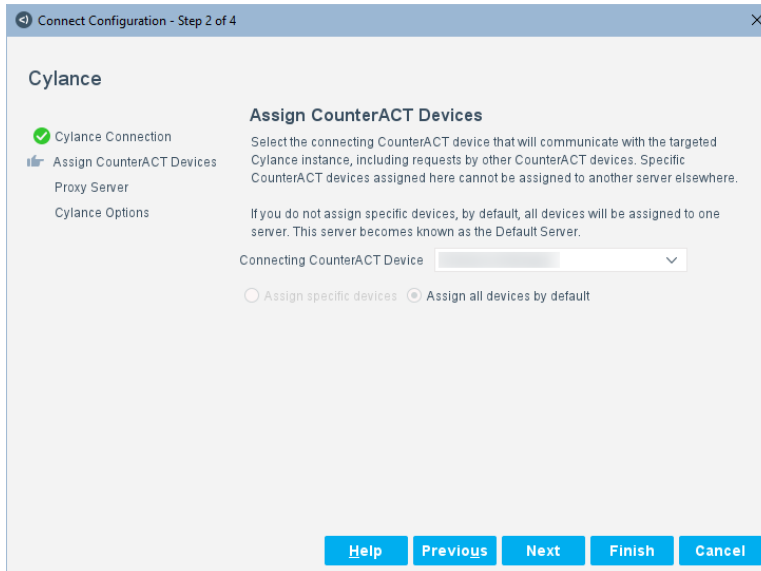 Connect Configuration - Step 2 of 4
Cylance
Cylance Connection
Assign CounterACT Devices
Proxy Server
Cylance Options
Assign CounterACT Devices
Select the connecting CounterACT device that will communicate with the targeted
Cylance instance, including requests by other CounterACT devices. Specific
CounterACT devices assigned here cannot be assigned to another server elsewhere.
If you do not assign specific devices, by default, all devices will be assigned to one
server. This server becomes known as the Default Server.
Connecting CounterACT Device
Assign specific devices Assign all devices by default
Help Previous Next Finish Cancel